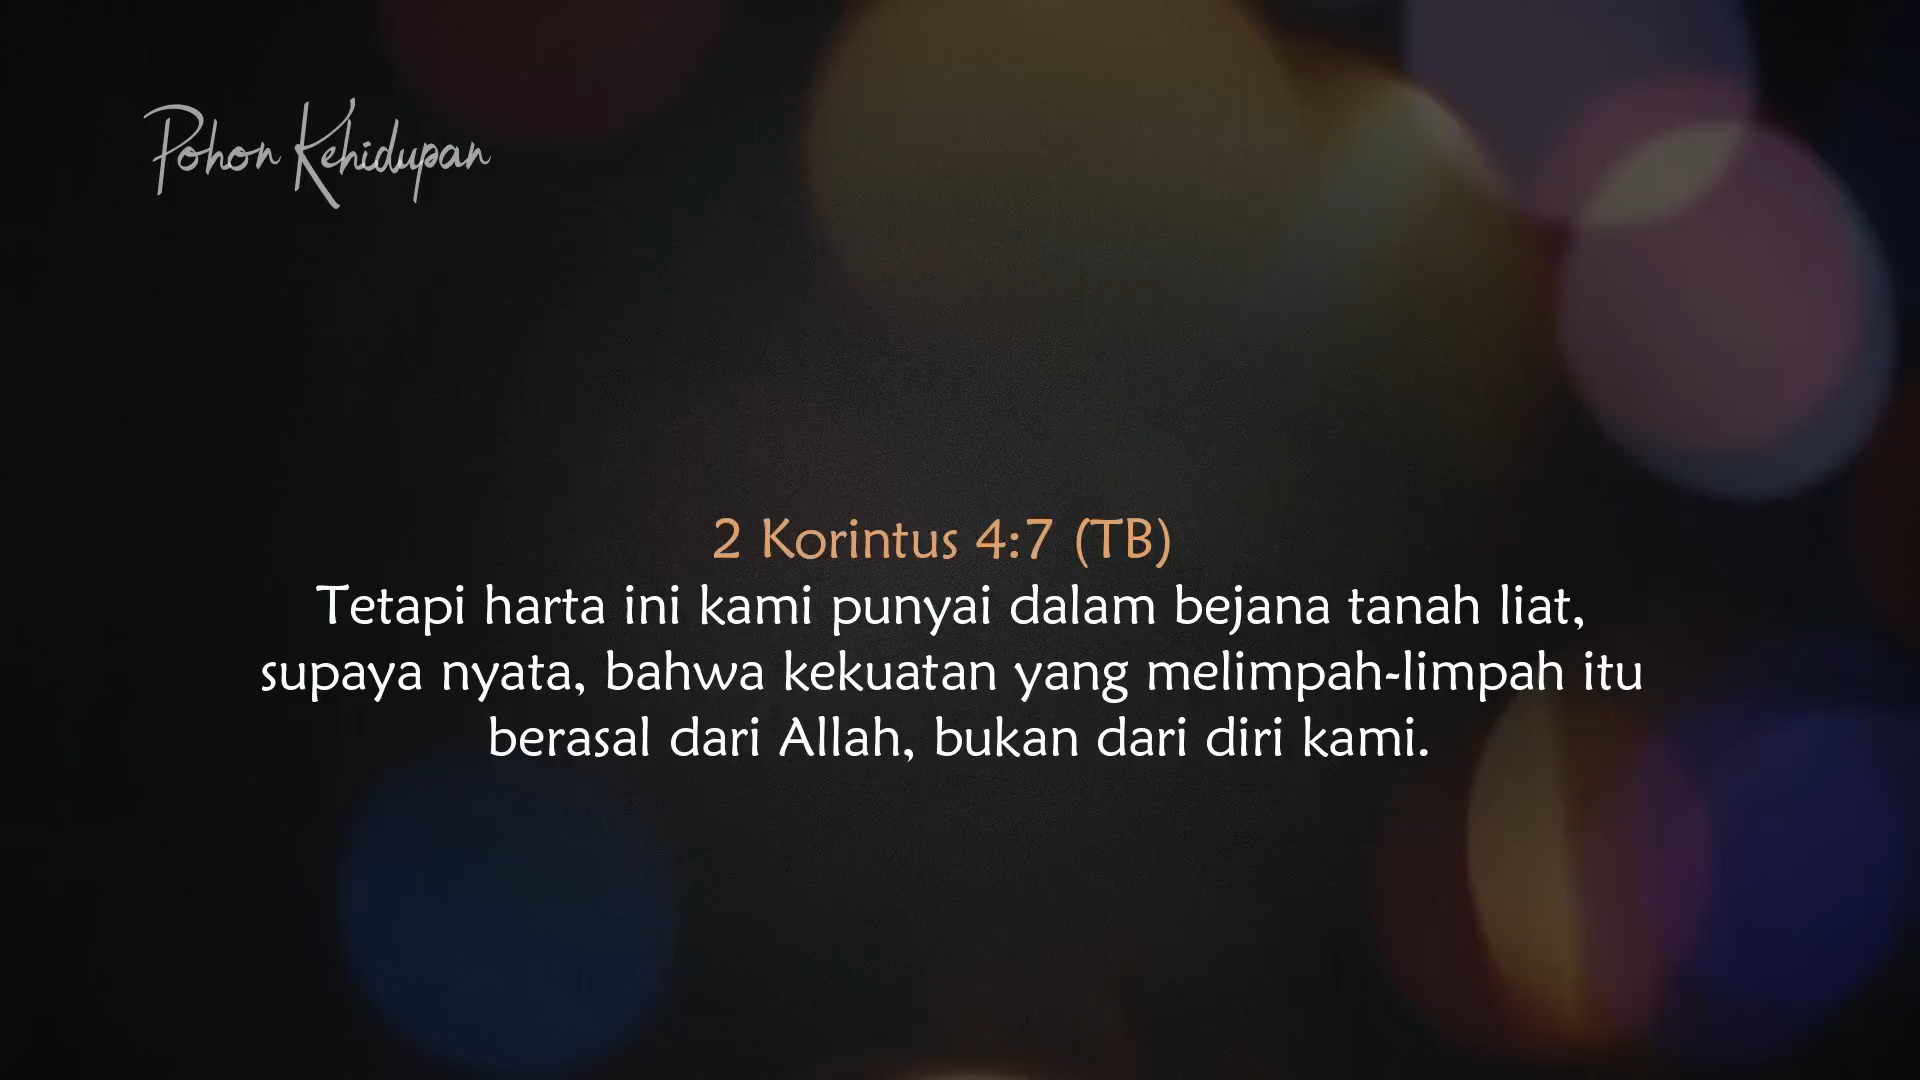 Pohon Kehidupan
2 Korintus 4:7 (TB)
Tetapi harta ini kami punyai dalam bejana tanah liat,
supaya nyata, bahwa kekuatan yang melimpah-limpah itu
berasal dari Allah, bukan dari diri kami.